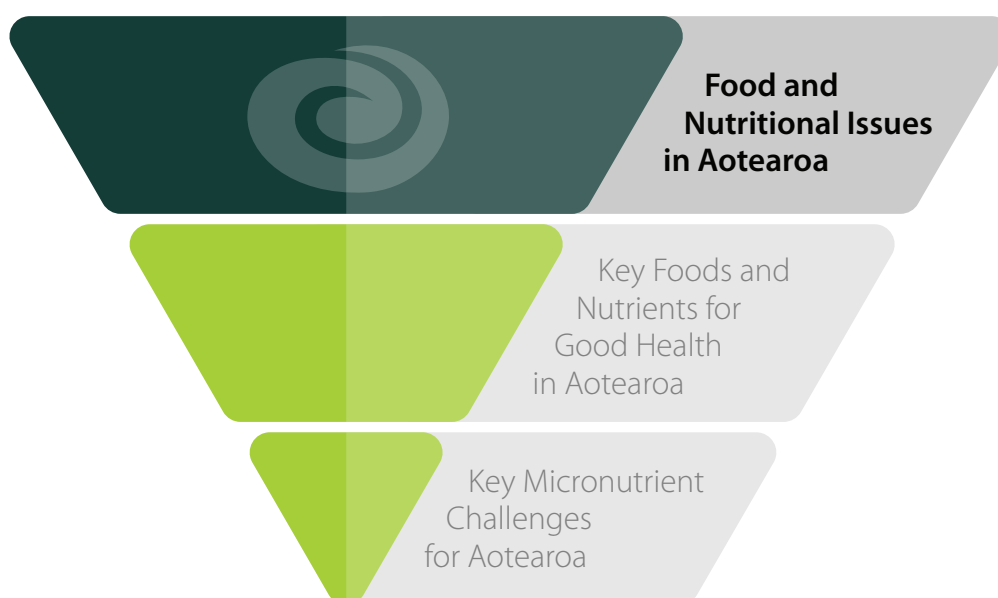 Food and
Nutritional Issues
in Aotearoa
Key Foods and
Nutrients for
Good Health
in Aotearoa
Key Micronutrient
Challenges
for Aotearoa